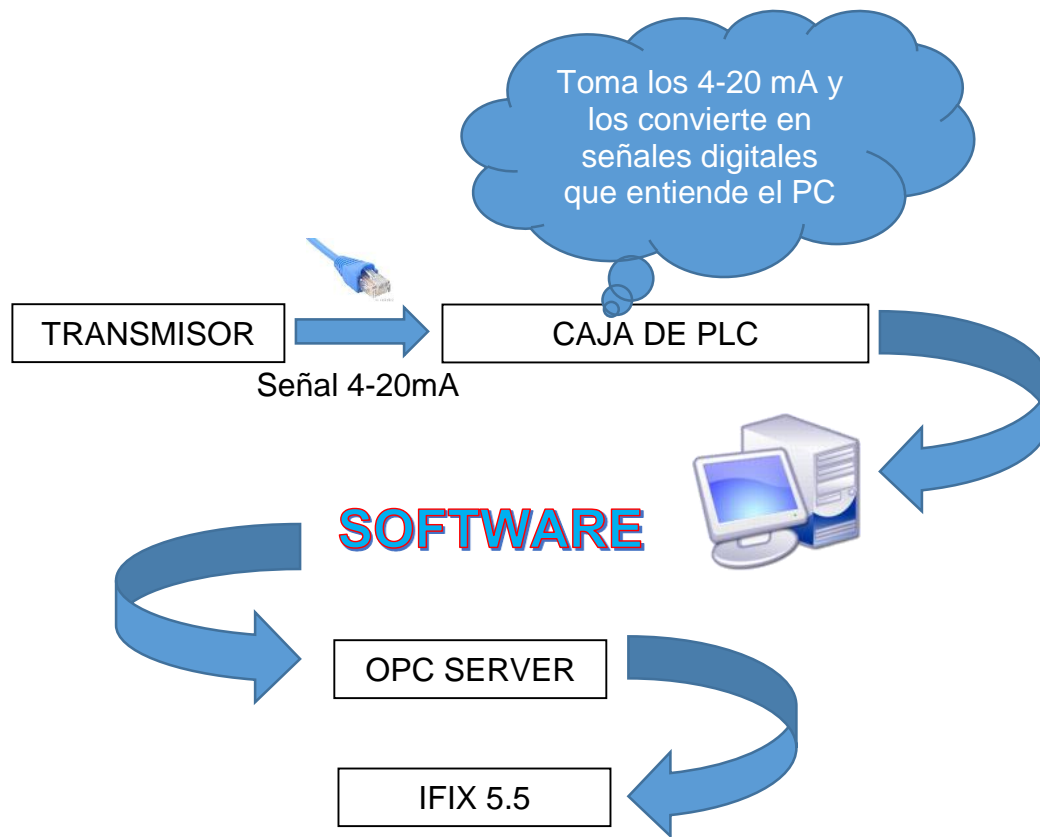 Toma los 4-20 mA y
los convierte en
señales digitales
que entiende el PC
TRANSMISOR
CAJA DE PLC
Señal 4-20mA
SOFTWARE
OPC SERVER
IFIX 5.5